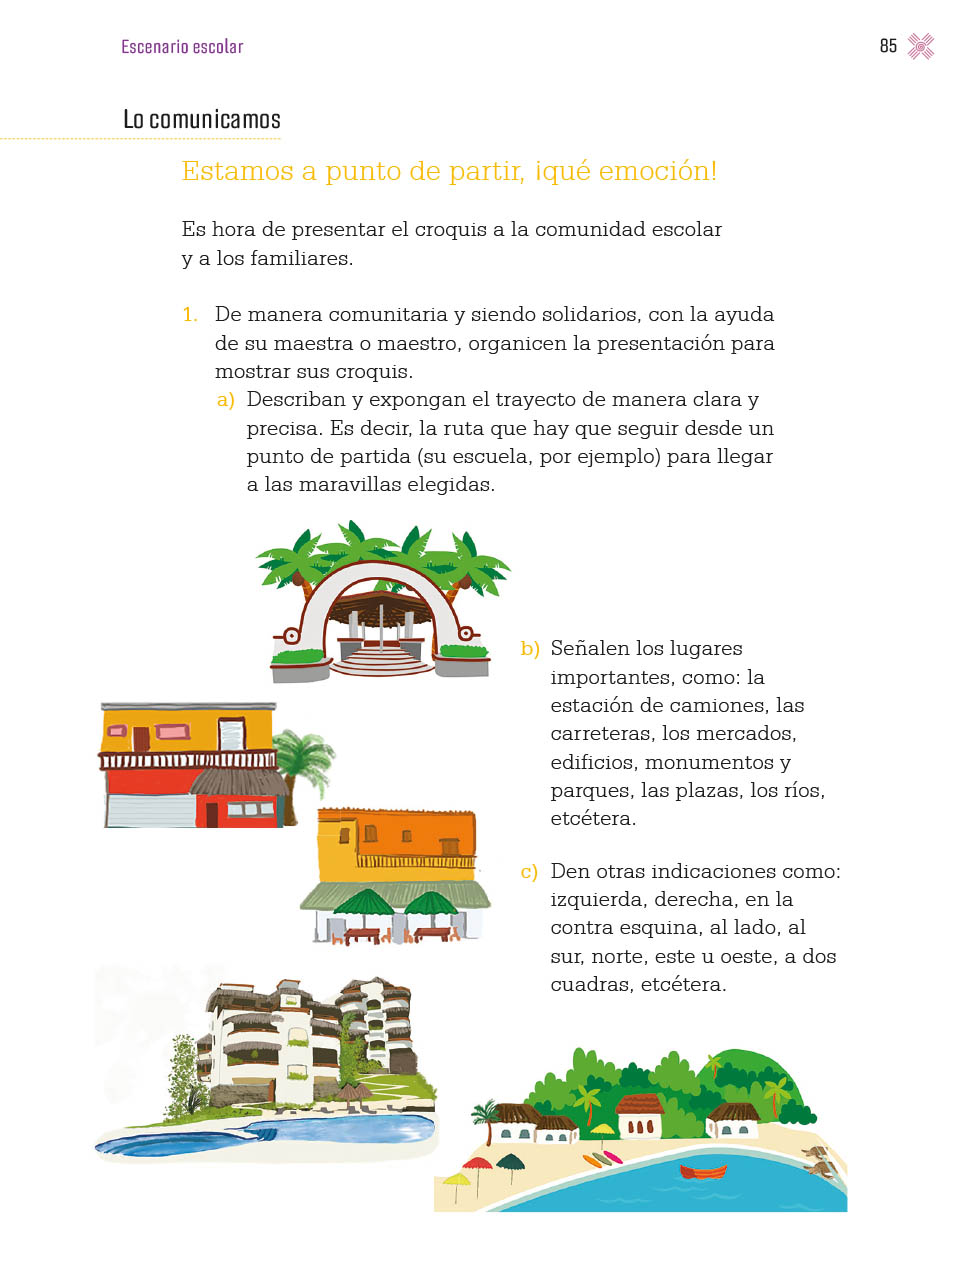 Escenario escolar
85
Lo comunicamos
Estamos a punto de partir, ¡qué emoción!
Es hora de presentar el croquis a la comunidad escolar
y a los familiares.
1. De manera comunitaria y siendo solidarios, con la ayuda
de su maestra o maestro, organicen la presentación para
mostrar sus croquis.
a) Describan y expongan el trayecto de manera clara y
precisa. Es decir, la ruta que hay que seguir desde un
punto de partida (su escuela, por ejemplo) para llegar
a las maravillas elegidas.
b) Señalen los lugares
importantes, como: la
estación de camiones, las
carreteras, los mercados,
edificios, monumentos y
parques, las plazas, los ríos,
etcétera.
c) Den otras indicaciones como:
izquierda, derecha, en la
contra esquina, al lado, al
sur, norte, este u oeste, a dos
cuadras, etcétera.